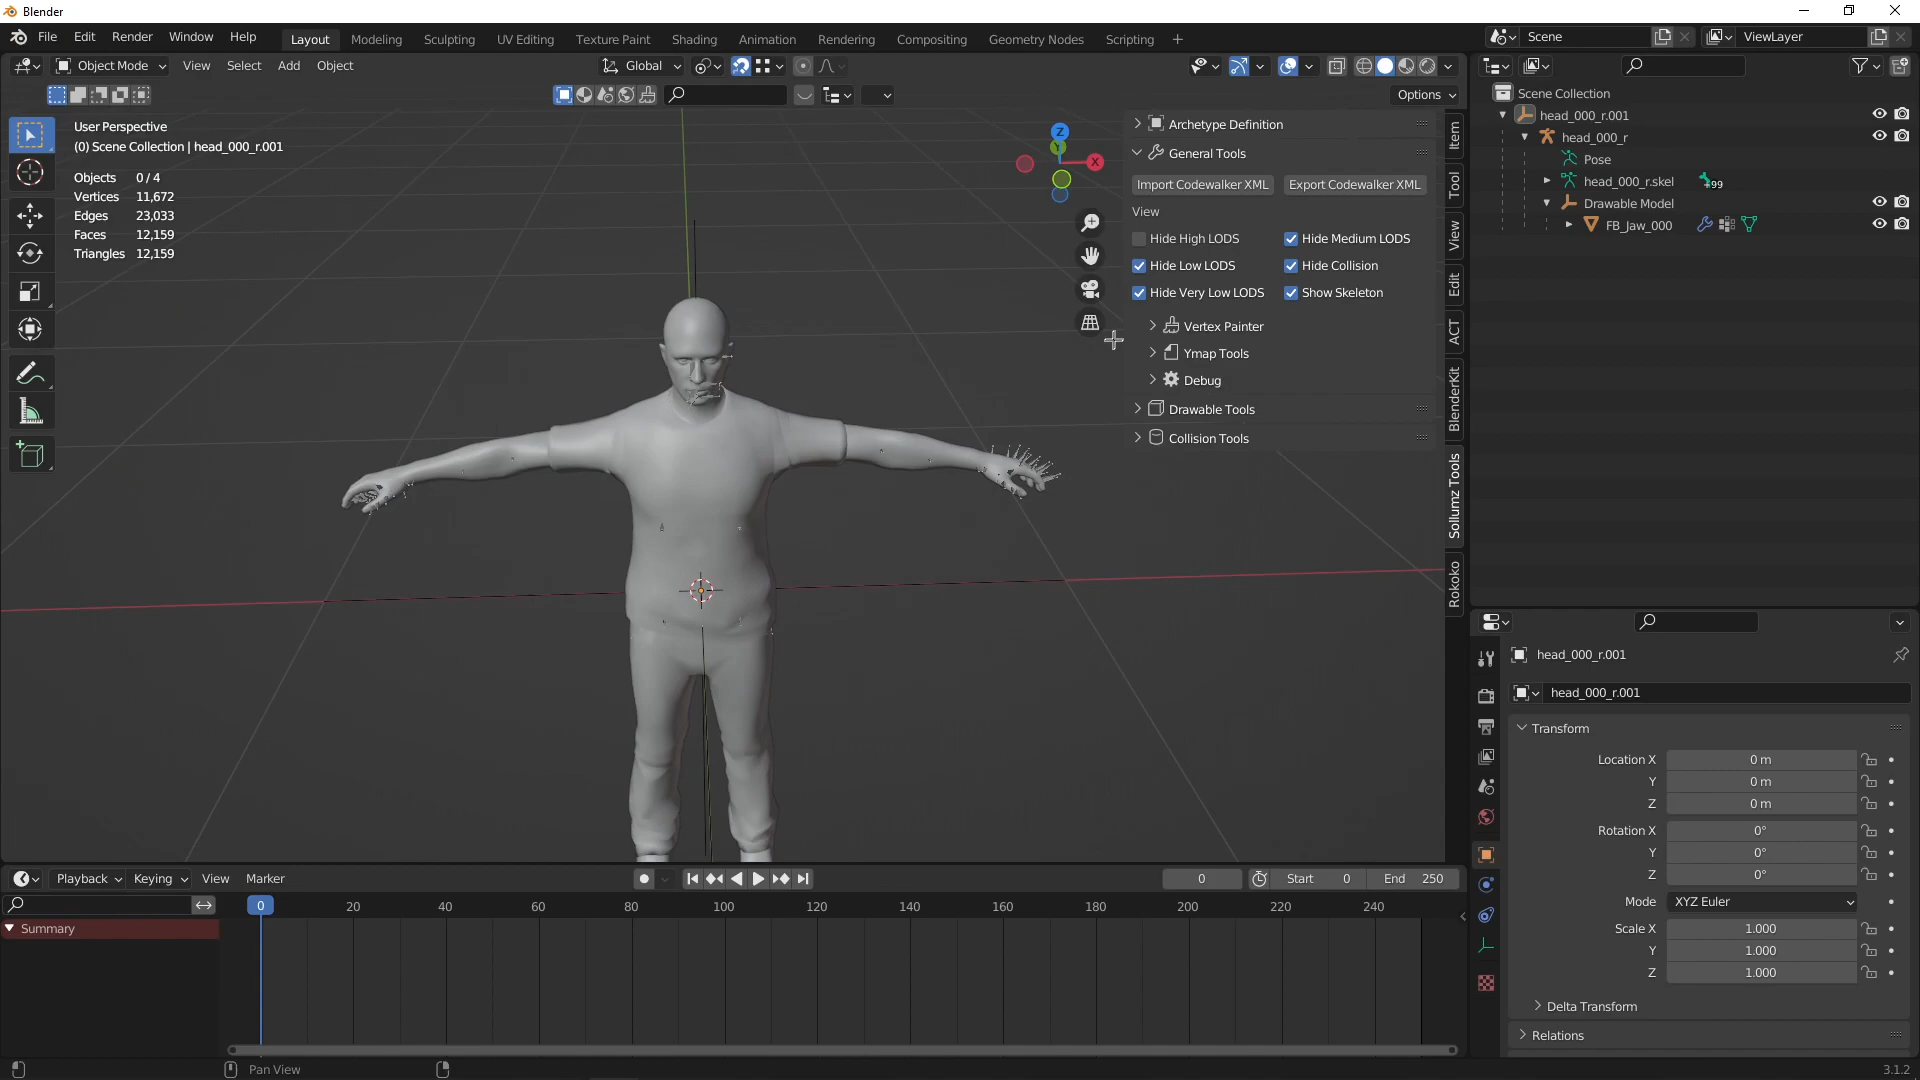 Blender
File Edit Render Window Help
Layout Modeling Sculpting UV Editing Texture Paint Shading Animation Rendering Compositing Geometry Nodes Scripting +
Scene
ViewLayer
Object Mode View Select Add Object
Global
Options
User Perspective
(0) Scene Collection | head_000_r.001
Objects 0 / 4
Vertices 11,672
Edges 23,033
Faces 12,159
Triangles 12,159
Z
Y
X
Archetype Definition
General Tools
Import Codewalker XML Export Codewalker XML
View
Hide High LODS Hide Medium LODS
Hide Low LODS Hide Collision
Hide Very Low LODS Show Skeleton
Vertex Painter
Ymap Tools
Debug
Drawable Tools
Collision Tools
Item
Tool
View
Edit
ACT
BlenderKit
Sollumz Tools
Rokoko
Scene Collection
head_000_r.001
head_000_r
Pose
head_000_r.skel 99
Drawable Model
FB_Jaw_000
head_000_r.001
head_000_r.001
Transform
Location X 0 m
Y 0 m
Z 0 m
Rotation X 0°
Y 0°
Z 0°
Mode XYZ Euler
Scale X 1.000
Y 1.000
Z 1.000
Delta Transform
Relations
Playback Keying View Marker
0 Start 0 End 250
0 20 40 60 80 100 120 140 160 180 200 220 240
Summary
Pan View
3.1.2